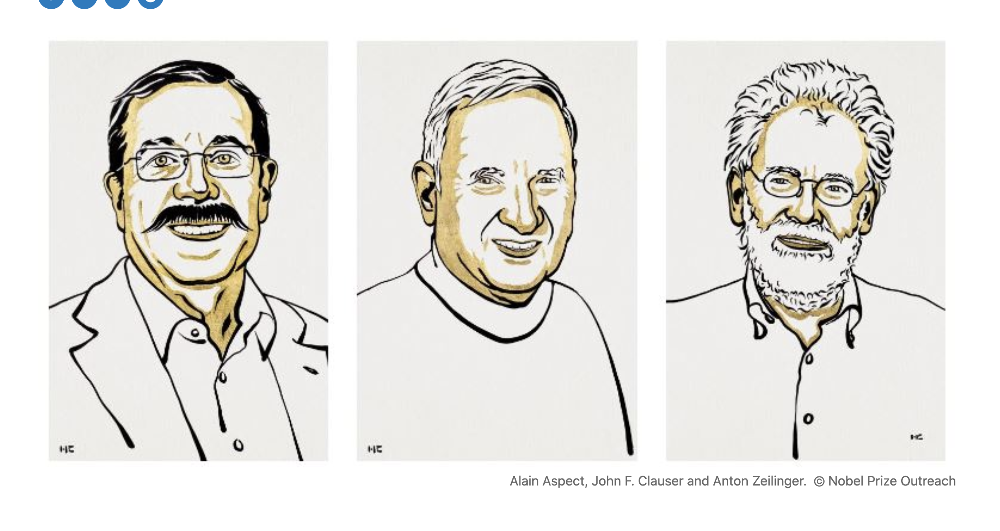 Alain Aspect, John F. Clauser and Anton Zeilinger. © Nobel Prize Outreach